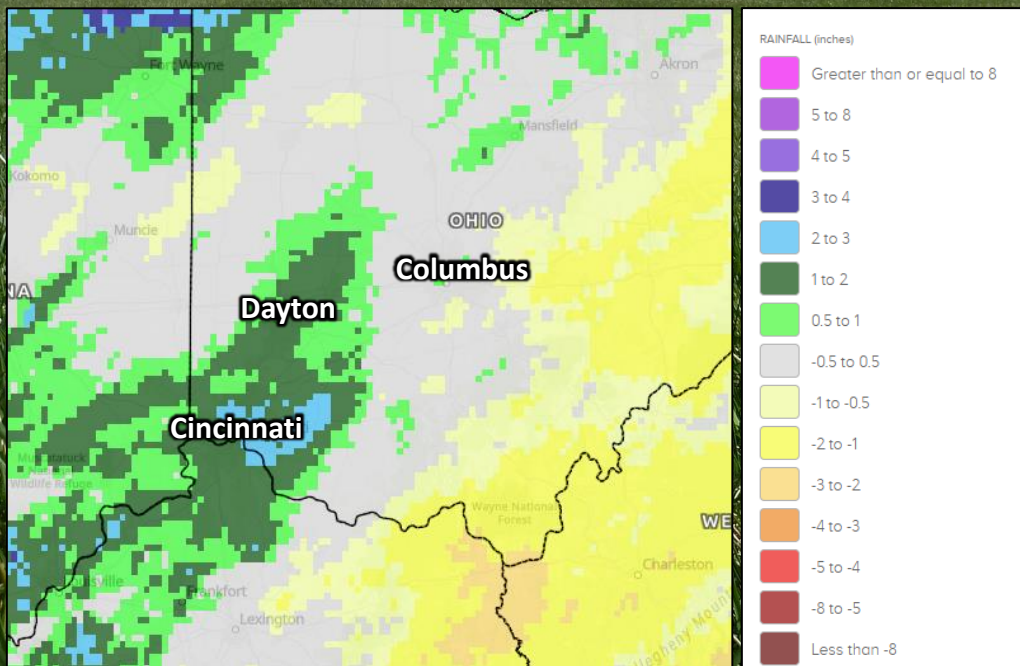 Fort Wayne
Akron
Mansfield
Kokomo
Muncie
OHIO
Columbus
NA
Dayton
Cincinnati
Muscatatuck
National
Wildlife Refuge
Wayne National
Forest
WE
Charleston
Louisville
Frankfort
Lexington
llegheny Mount
RAINFALL (inches)
Greater than or equal to 8
5 to 8
4 to 5
3 to 4
2 to 3
1 to 2
0.5 to 1
-0.5 to 0.5
-1 to -0.5
-2 to -1
-3 to -2
-4 to -3
-5 to -4
-8 to -5
Less than -8